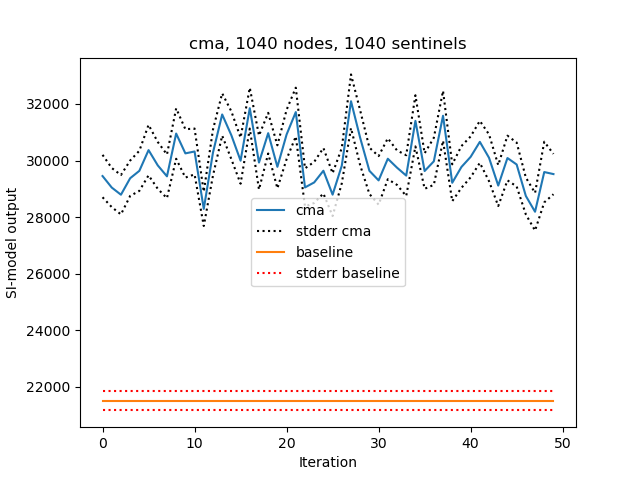 cma, 1040 nodes, 1040 sentinels
SI-model output
32000
30000
28000
26000
24000
22000
cma
stderr cma
baseline
stderr baseline
0 10 20 30 40 50
Iteration